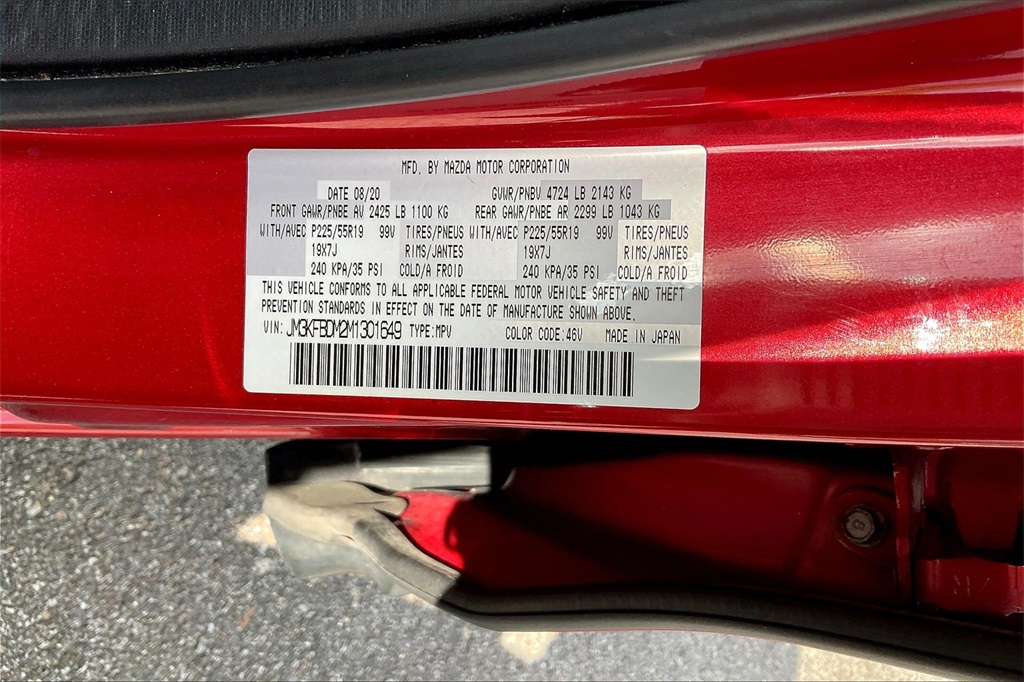 MFD. BY MAZDA MOTOR CORPORATION
DATE 08/20 GVWR/PNBV 4724 LB 2143 KG
FRONT GAWR/PNBE AV 2425 LB 1100 KG REAR GAWR/PNBE AR 2299 LB 1043 KG
WITH/AVEC P225/55R19 99V TIRES/PNEUS WITH/AVEC P225/55R19 99V TIRES/PNEUS
19X7J RIMS/JANTES 19X7J RIMS/JANTES
240 KPA/35 PSI COLD/A FROID 240 KPA/35 PSI COLD/A FROID
THIS VEHICLE CONFORMS TO ALL APPLICABLE FEDERAL MOTOR VEHICLE SAFETY AND THEFT
PREVENTION STANDARDS IN EFFECT ON THE DATE OF MANUFACTURE SHOWN ABOVE.
VIN: JM3KFBDM2M1301649 TYPE:MPV COLOR CODE:46V MADE IN JAPAN